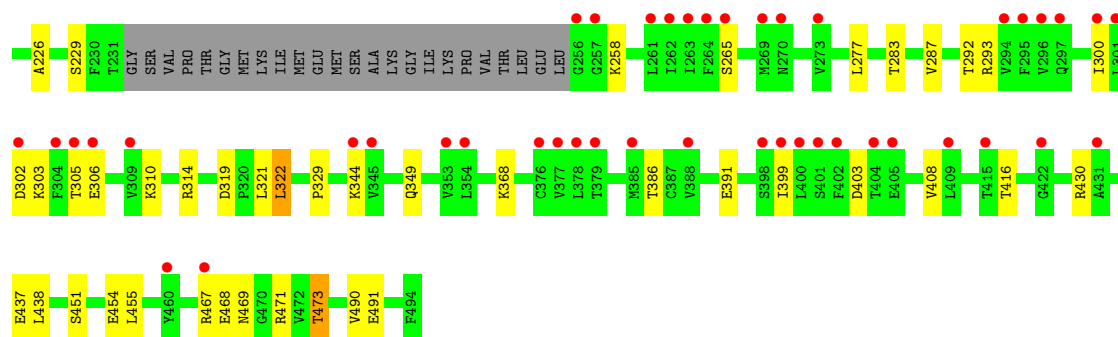 A226 S229 F230 T231 GLY SER VAL PRO THR GLY MET LYS ILE MET GLU MET SER ALA LYS GLY ILE LYS PRO VAL THR LEU GLU LEU G256 G257 K258 L261 I262 I263 F264 S265 M269 N270 V273 L277 T283 V287 T292 R293 V294 F295 V296 Q297 I300 L301
D302 K303 F304 T305 E306 V309 K310 R314 D319 P320 L321 L322 P329 K344 V345 Q349 V353 L354 K368 C376 V377 L378 T379 M385 T386 C387 V388 E391 S398 I399 L400 S401 F402 D403 T404 E405 V408 L409 T415 T416 G422 R430 A431
E437 L438 S451 E454 L455 Y460 R467 E468 N469 G470 R471 V472 T473 V490 E491 F494